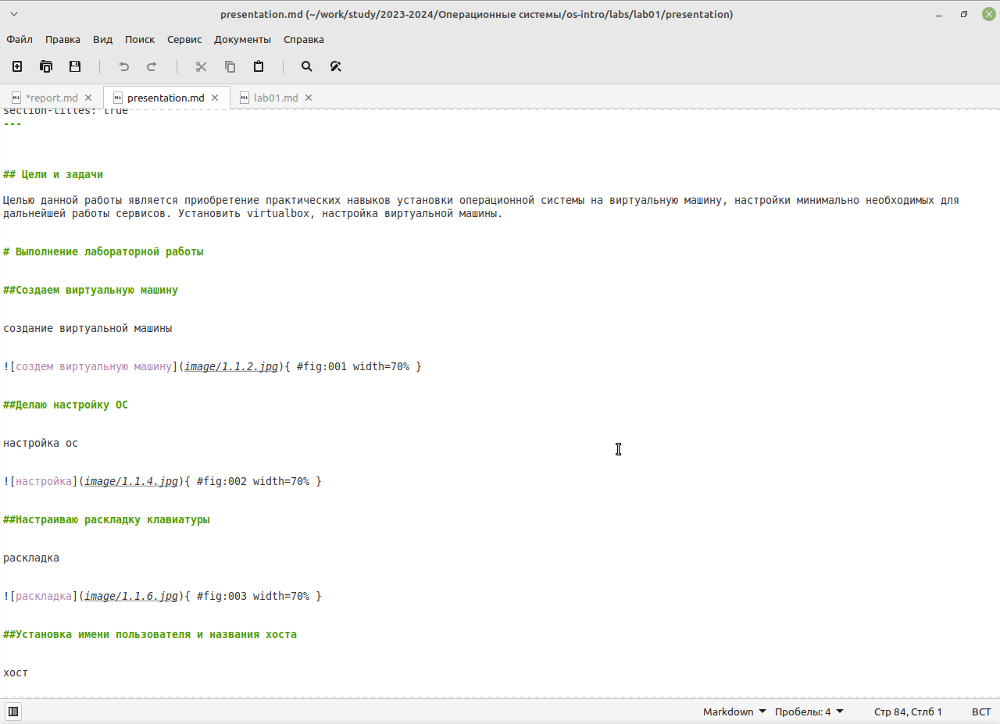 presentation.md (~/work/study/2023-2024/Операционные системы/os-intro/labs/lab01/presentation)
Файл Правка Вид Поиск Сервис Документы Справка
*report.md presentation.md lab01.md
section-titles: true
---
## Цели и задачи
Целью данной работы является приобретение практических навыков установки операционной системы на виртуальную машину, настройки минимально необходимых для
дальнейшей работы сервисов. Установить virtualbox, настройка виртуальной машины.
# Выполнение лабораторной работы
##Создаем виртуальную машину
создание виртуальной машины
![создем виртуальную машину](image/1.1.2.jpg){ #fig:001 width=70% }
##Делаю настройку ОС
настройка ос
![настройка](image/1.1.4.jpg){ #fig:002 width=70% }
##Настраиваю раскладку клавиатуры
раскладка
![раскладка](image/1.1.6.jpg){ #fig:003 width=70% }
##Установка имени пользователя и названия хоста
хост
Markdown Пробелы: 4 Стр 84, Стлб 1 ВСТ